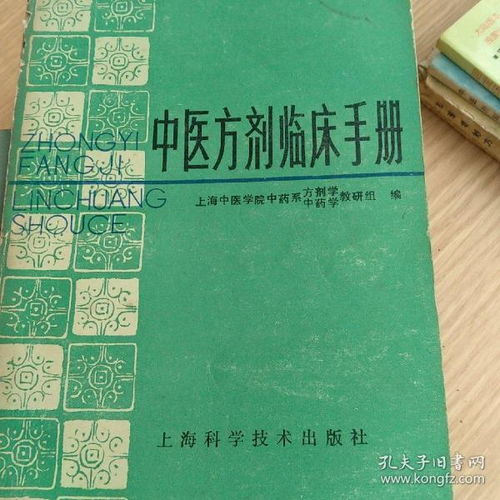 中医方剂临床手册
ZHONGYI
FANGJI
LINCHUANG
SHOUCE
上海中医学院中药系方剂学中药学教研组 编
上海科学技术出版社
孔夫子旧书网
www.kongfz.com